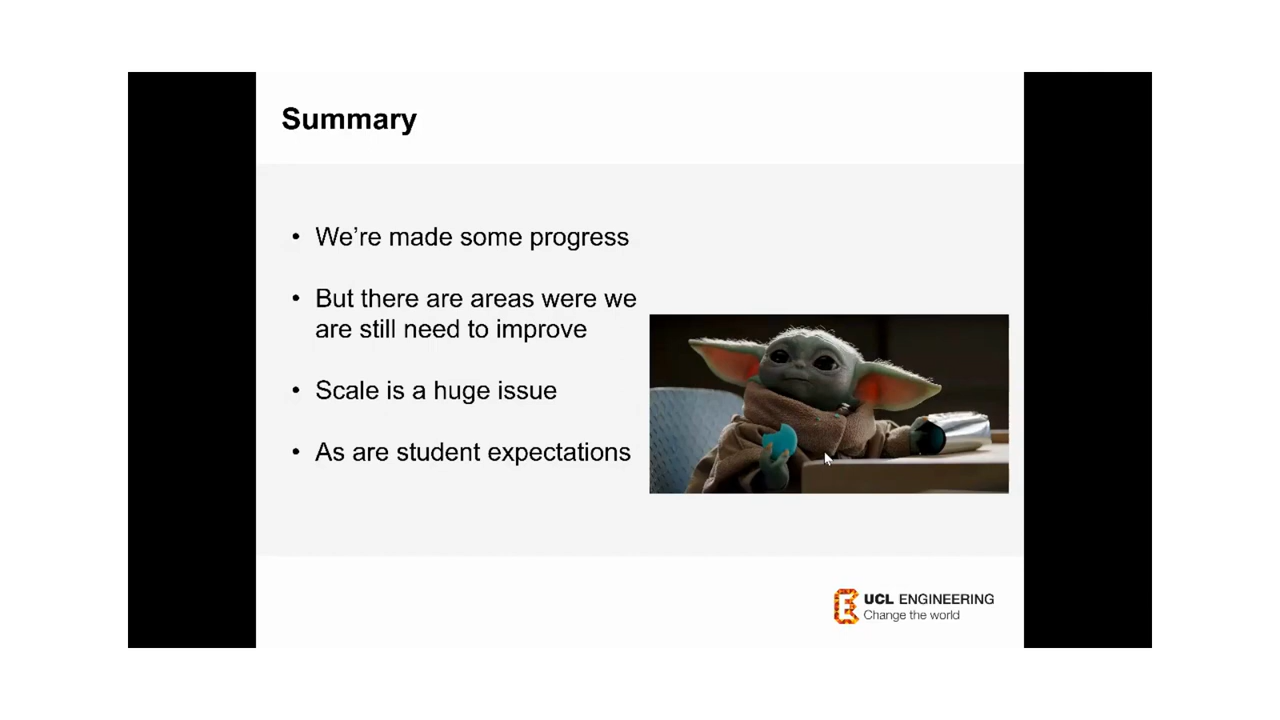 Summary
• We’re made some progress
• But there are areas were we
are still need to improve
• Scale is a huge issue
• As are student expectations
UCL ENGINEERING
Change the world